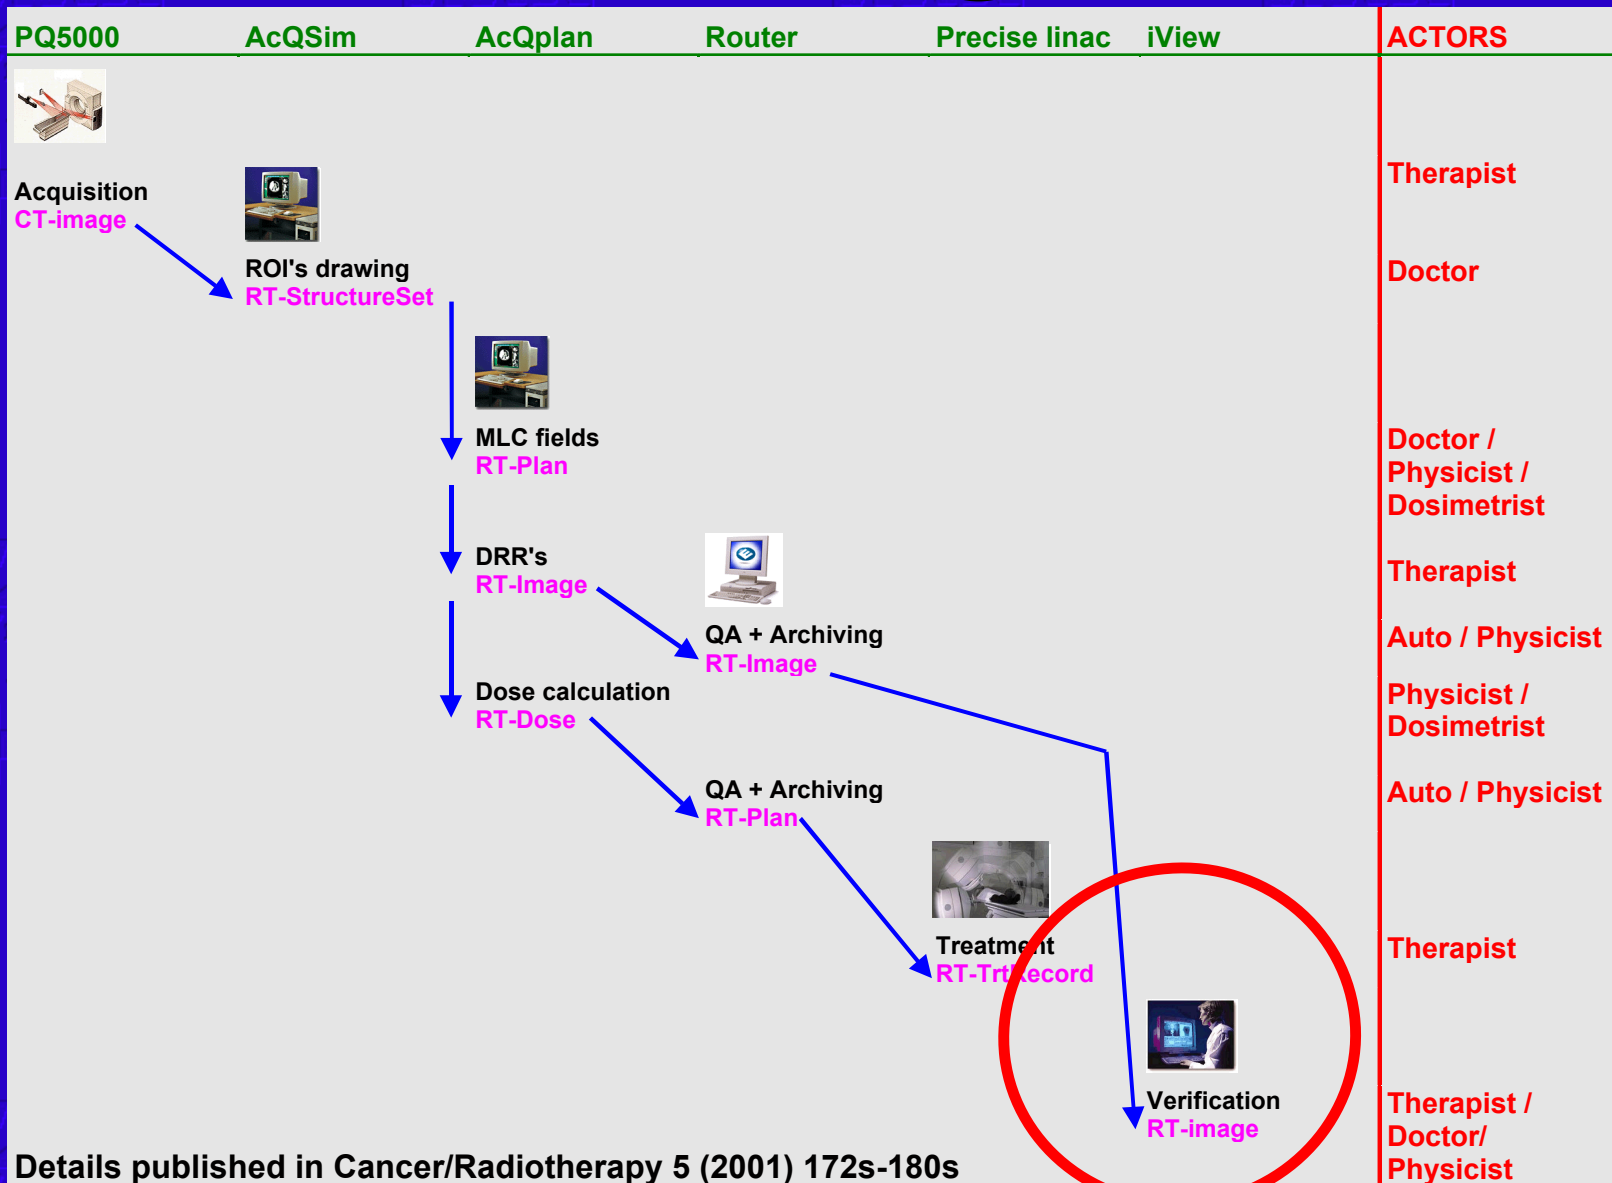 PQ5000 AcQSim AcQplan Router Precise linac iView ACTORS
Therapist
Acquisition
CT-image
ROI's drawing
RT-StructureSet
Doctor
MLC fields
RT-Plan
Doctor /
Physicist /
Dosimetrist
DRR's
RT-Image
Therapist
QA + Archiving
RT-Image
Auto / Physicist
Dose calculation
RT-Dose
Physicist /
Dosimetrist
QA + Archiving
RT-Plan
Auto / Physicist
Treatment
RT-TrtRecord
Therapist
Verification
RT-image
Therapist /
Doctor/
Physicist
Details published in Cancer/Radiotherapy 5 (2001) 172s-180s